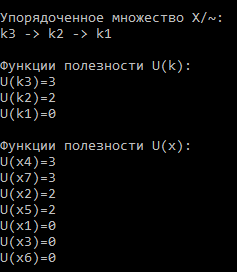 Упорядоченное множество X/~:
k3 -> k2 -> k1
Функции полезности U(k):
U(k3)=3
U(k2)=2
U(k1)=0
Функции полезности U(x):
U(x4)=3
U(x7)=3
U(x2)=2
U(x5)=2
U(x1)=0
U(x3)=0
U(x6)=0